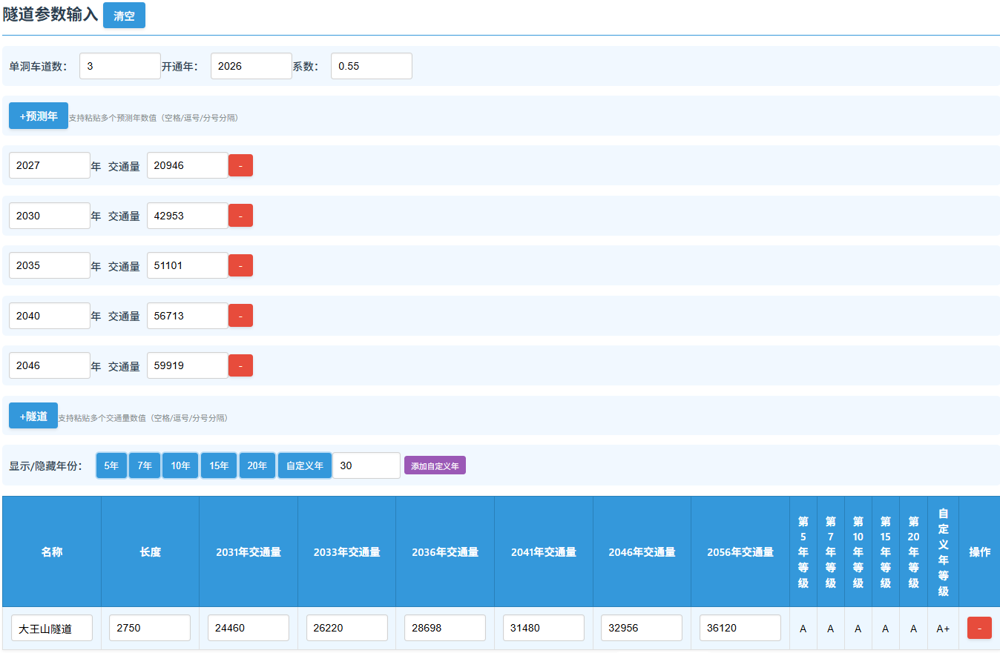 隧道参数输入 清空
单洞车道数： 3 开通年： 2026 系数： 0.55
+预测年 支持粘贴多个预测年数值（空格/逗号/分号分隔）
2027 年 交通量 20946 -
2030 年 交通量 42953 -
2035 年 交通量 51101 -
2040 年 交通量 56713 -
2046 年 交通量 59919 -
+隧道 支持粘贴多个交通量数值（空格/逗号/分号分隔）
显示/隐藏年份： 5年 7年 10年 15年 20年 自定义年 30 添加自定义年
名称 长度 2031年交通量 2033年交通量 2036年交通量 2041年交通量 2046年交通量 2056年交通量 第5年等级 第7年等级 第10年等级 第15年等级 第20年等级 自定义年等级 操作
大王山隧道 2750 24460 26220 28698 31480 32956 36120 A A A A A A+ -